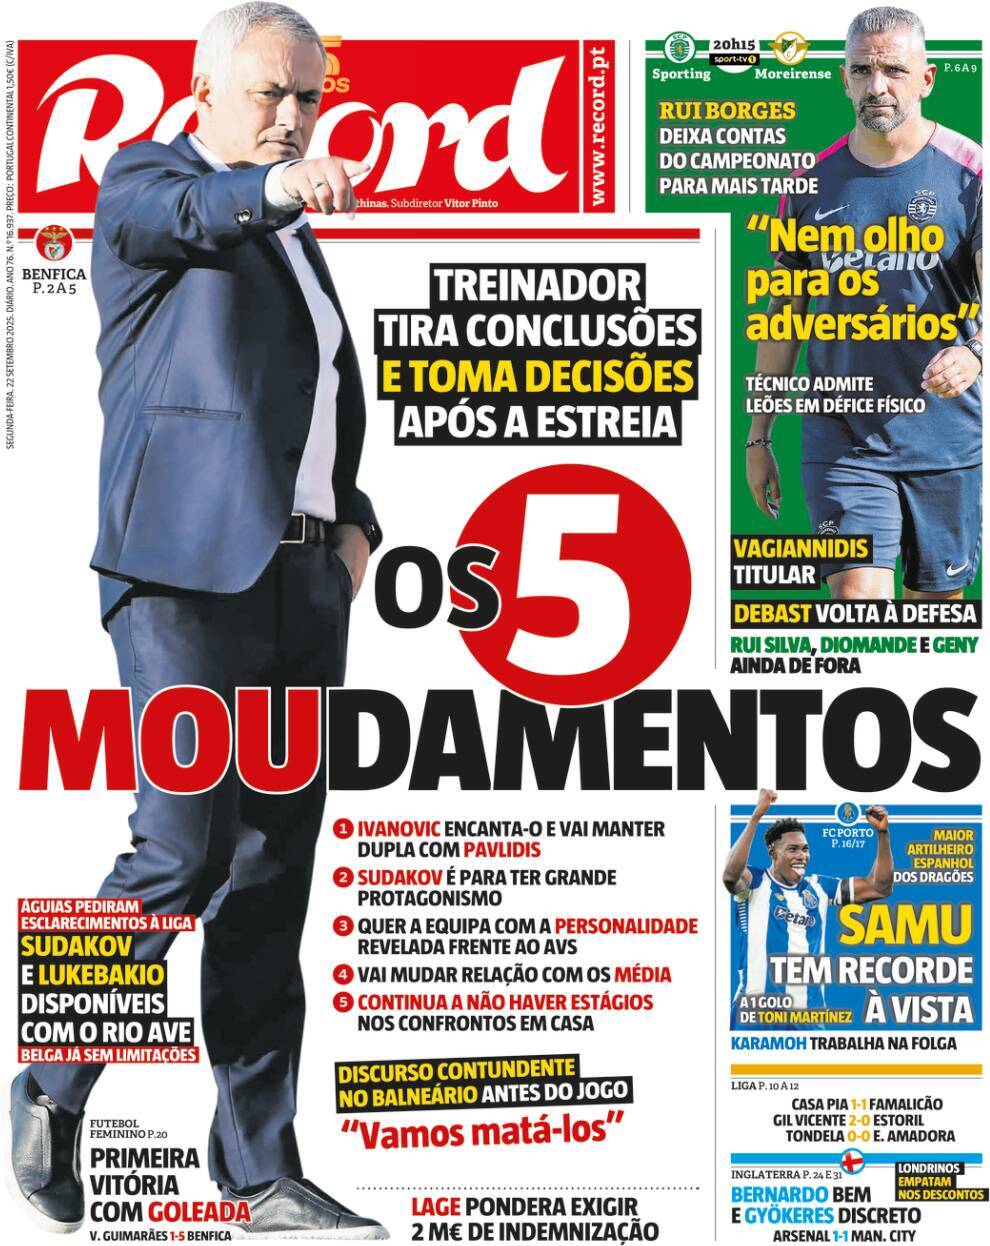 SEGUNDA-FEIRA. 22 SETEMBRO 2025. DIÁRIO. ANO 76. N.º 16.937. PREÇO: PORTUGAL CONTINENTAL 1,50€ (C/IVA)
Record
thinas. Subdiretor Vítor Pinto
www.record.pt
BENFICA
P. 2 A 5
TREINADOR
TIRA CONCLUSÕES
E TOMA DECISÕES
APÓS A ESTREIA
OS 5
MOUDAMENTOS
1 IVANOVIC ENCANTA-O E VAI MANTER
DUPLA COM PAVLIDIS
2 SUDAKOV É PARA TER GRANDE
PROTAGONISMO
3 QUER A EQUIPA COM A PERSONALIDADE
REVELADA FRENTE AO AVS
4 VAI MUDAR RELAÇÃO COM OS MÉDIA
5 CONTINUA A NÃO HAVER ESTÁGIOS
NOS CONFRONTOS EM CASA
DISCURSO CONTUNDENTE
NO BALNEÁRIO ANTES DO JOGO
“Vamos matá-los”
LAGE PONDERA EXIGIR
2 M€ DE INDEMNIZAÇÃO
ÁGUIAS PEDIRAM
ESCLARECIMENTOS À LIGA
SUDAKOV
E LUKEBAKIO
DISPONÍVEIS
COM O RIO AVE
BELGA JÁ SEM LIMITAÇÕES
FUTEBOL
FEMININO P.20
PRIMEIRA
VITÓRIA
COM GOLEADA
V. GUIMARÃES 1-5 BENFICA
SCP
20h15
sport.tv1
Sporting
Moreirense
P. 6 A 9
RUI BORGES
DEIXA CONTAS
DO CAMPEONATO
PARA MAIS TARDE
SCP
Betano
“Nem olho
para os
adversários”
TÉCNICO ADMITE
LEÕES EM DÉFICE FÍSICO
SCP
VAGIANNIDIS
TITULAR
DEBAST VOLTA À DEFESA
RUI SILVA, DIOMANDE E GENY
AINDA DE FORA
FC PORTO
P. 16/17
MAIOR
ARTILHEIRO
ESPANHOL
DOS DRAGÕES
Betano
SAMU
TEM RECORDE
À VISTA
A 1 GOLO
DE TONI MARTÍNEZ
KARAMOH TRABALHA NA FOLGA
LIGA P. 10 A 12
CASA PIA 1-1 FAMALICÃO
GIL VICENTE 2-0 ESTORIL
TONDELA 0-0 E. AMADORA
INGLATERRA P. 24 E 31
LONDRINOS
EMPATAM
NOS DESCONTOS
BERNARDO BEM
E GYÖKERES DISCRETO
ARSENAL 1-1 MAN. CITY